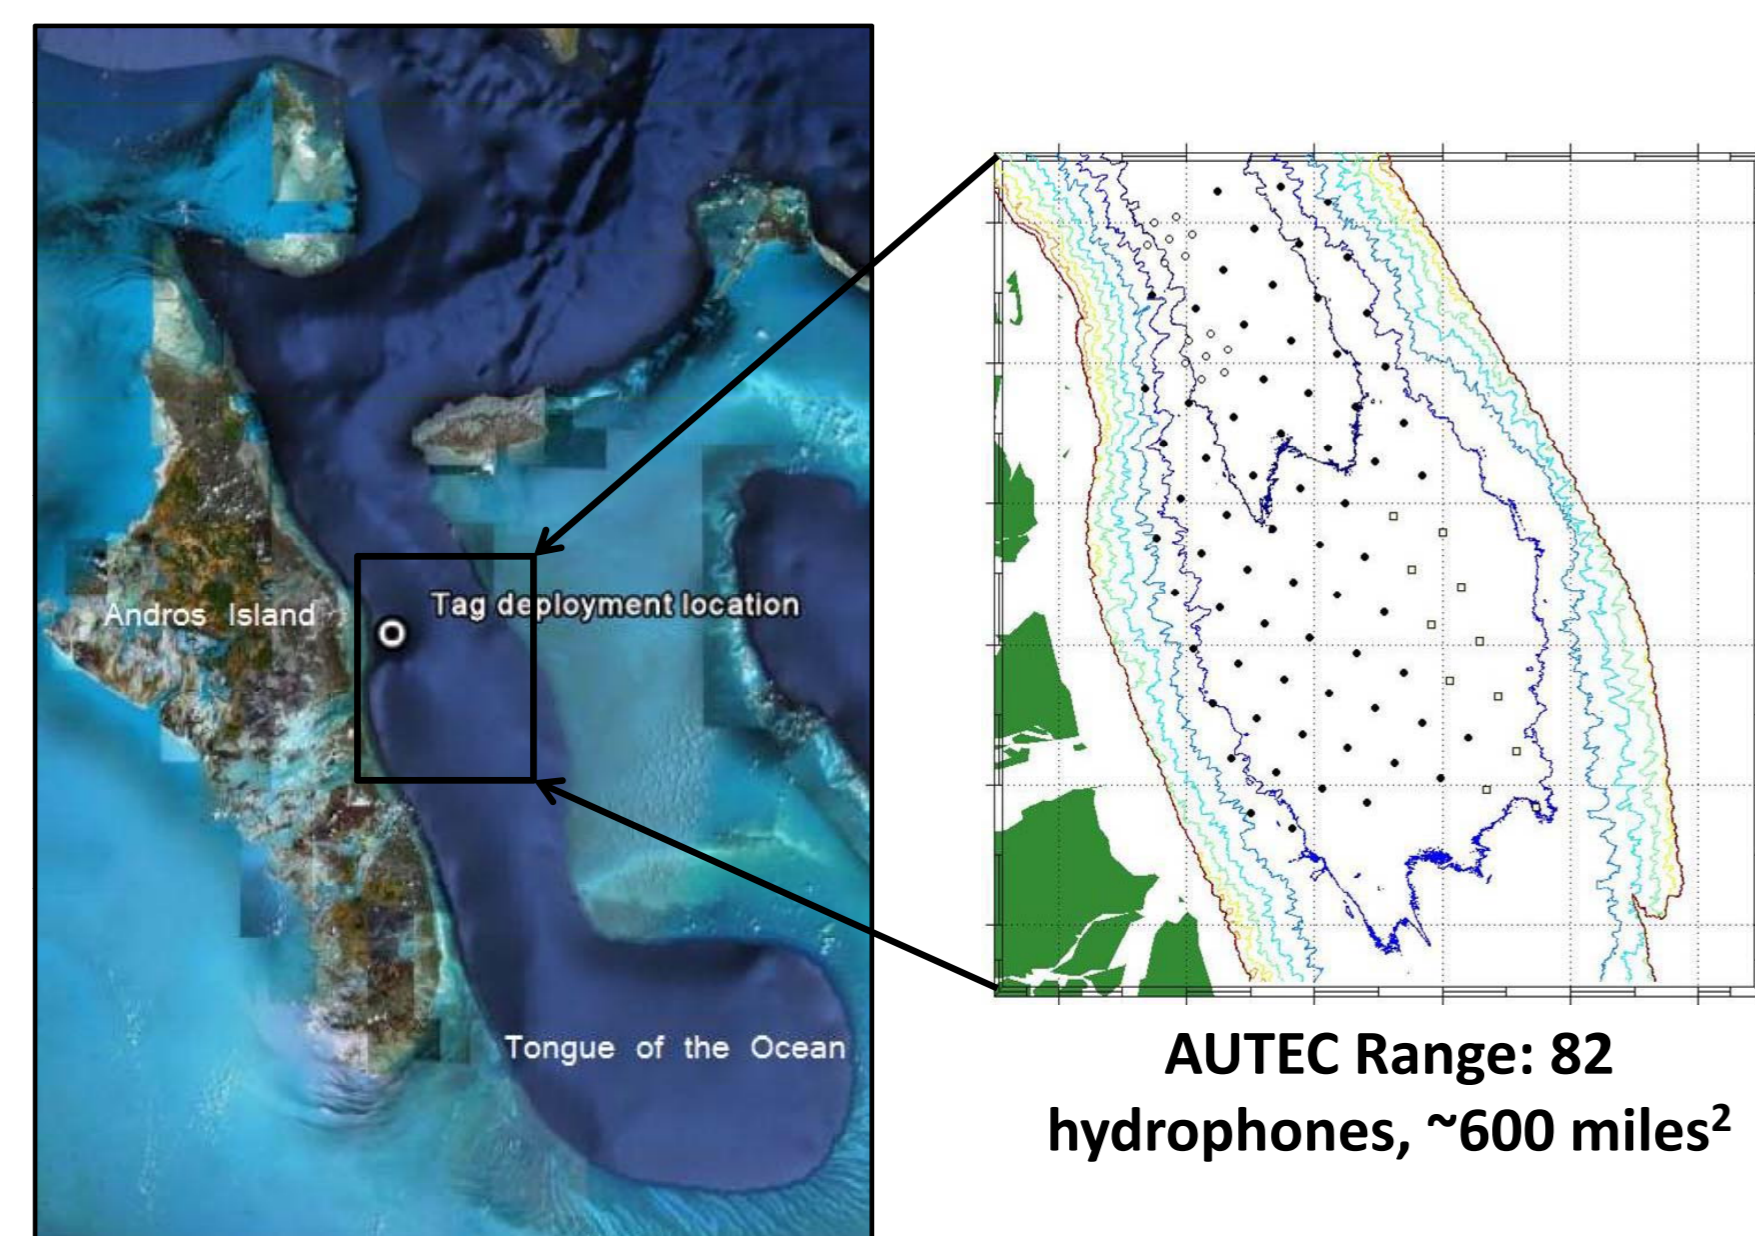 Tag deployment location
Andros Island
Tongue of the Ocean
AUTEC Range: 82
hydrophones, ~600 miles²